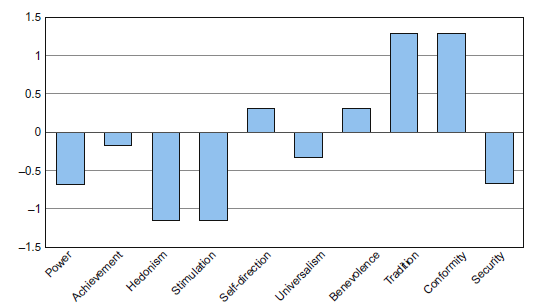 1.5
1
0.5
0
–0.5
–1
–1.5
Power
Achievement
Hedonism
Stimulation
Self-direction
Universalism
Benevolence
Tradition
Conformity
Security